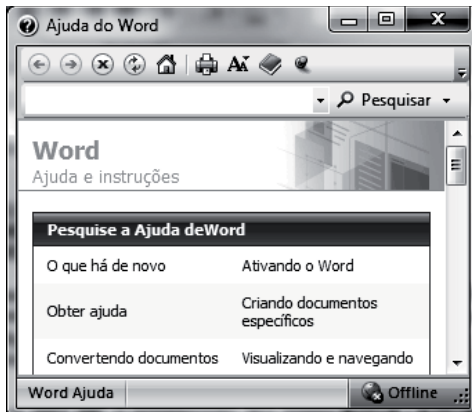 Ajuda do Word
Pesquisar
Word
Ajuda e instruções
Pesquise a Ajuda deWord
O que há de novo Ativando o Word
Obter ajuda Criando documentos
específicos
Convertendo documentos Visualizando e navegando
Word Ajuda Offline